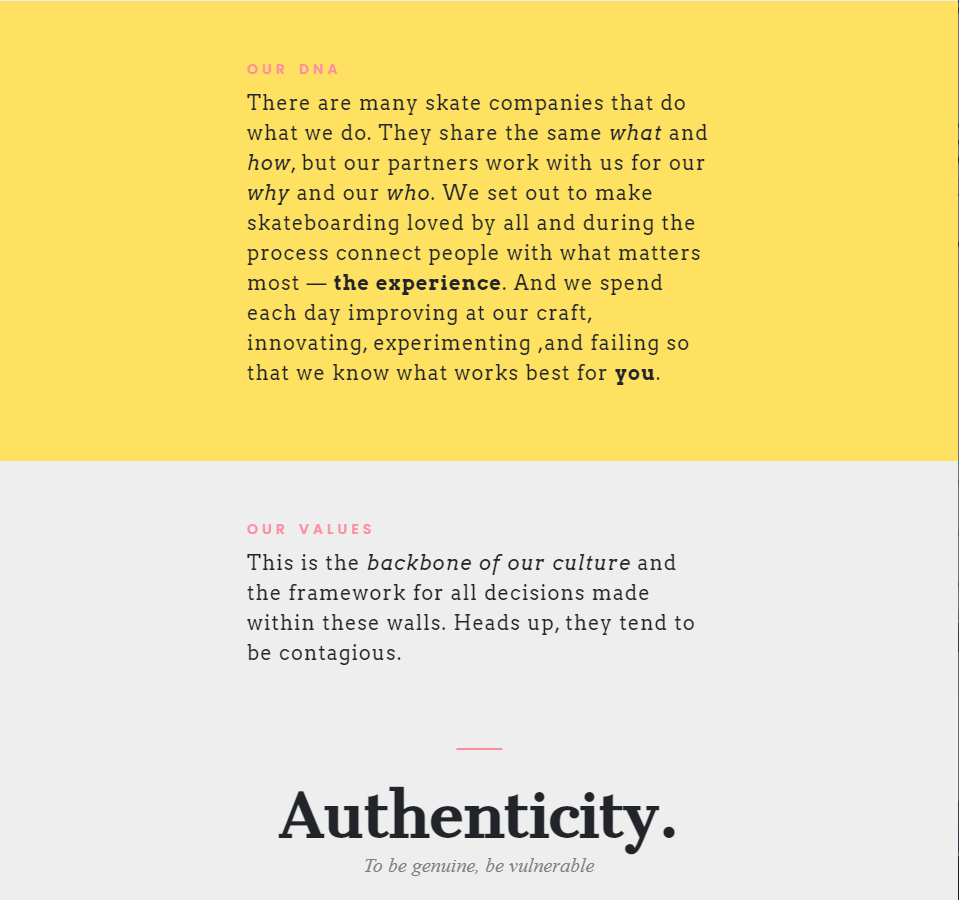 OUR DNA
There are many skate companies that do
what we do. They share the same what and
how, but our partners work with us for our
why and our who. We set out to make
skateboarding loved by all and during the
process connect people with what matters
most — the experience. And we spend
each day improving at our craft,
innovating, experimenting ,and failing so
that we know what works best for you.
OUR VALUES
This is the backbone of our culture and
the framework for all decisions made
within these walls. Heads up, they tend to
be contagious.
Authenticity.
To be genuine, be vulnerable